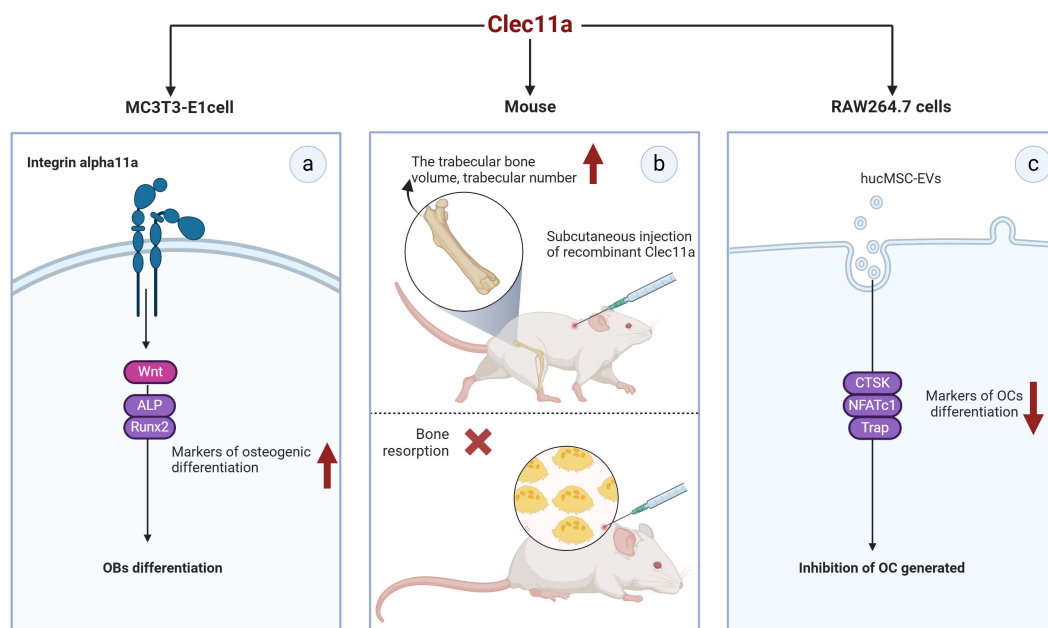 Clec11a
MC3T3-E1cell
Mouse
RAW264.7 cells
Integrin alpha11a
a
Wnt
ALP
Runx2
Markers of osteogenic
differentiation
OBs differentiation
The trabecular bone
volume, trabecular number
b
Subcutaneous injection
of recombinant Clec11a
Bone
resorption
c
hucMSC-EVs
CTSK
NFATc1
Trap
Markers of OCs
differentiation
Inhibition of OC generated